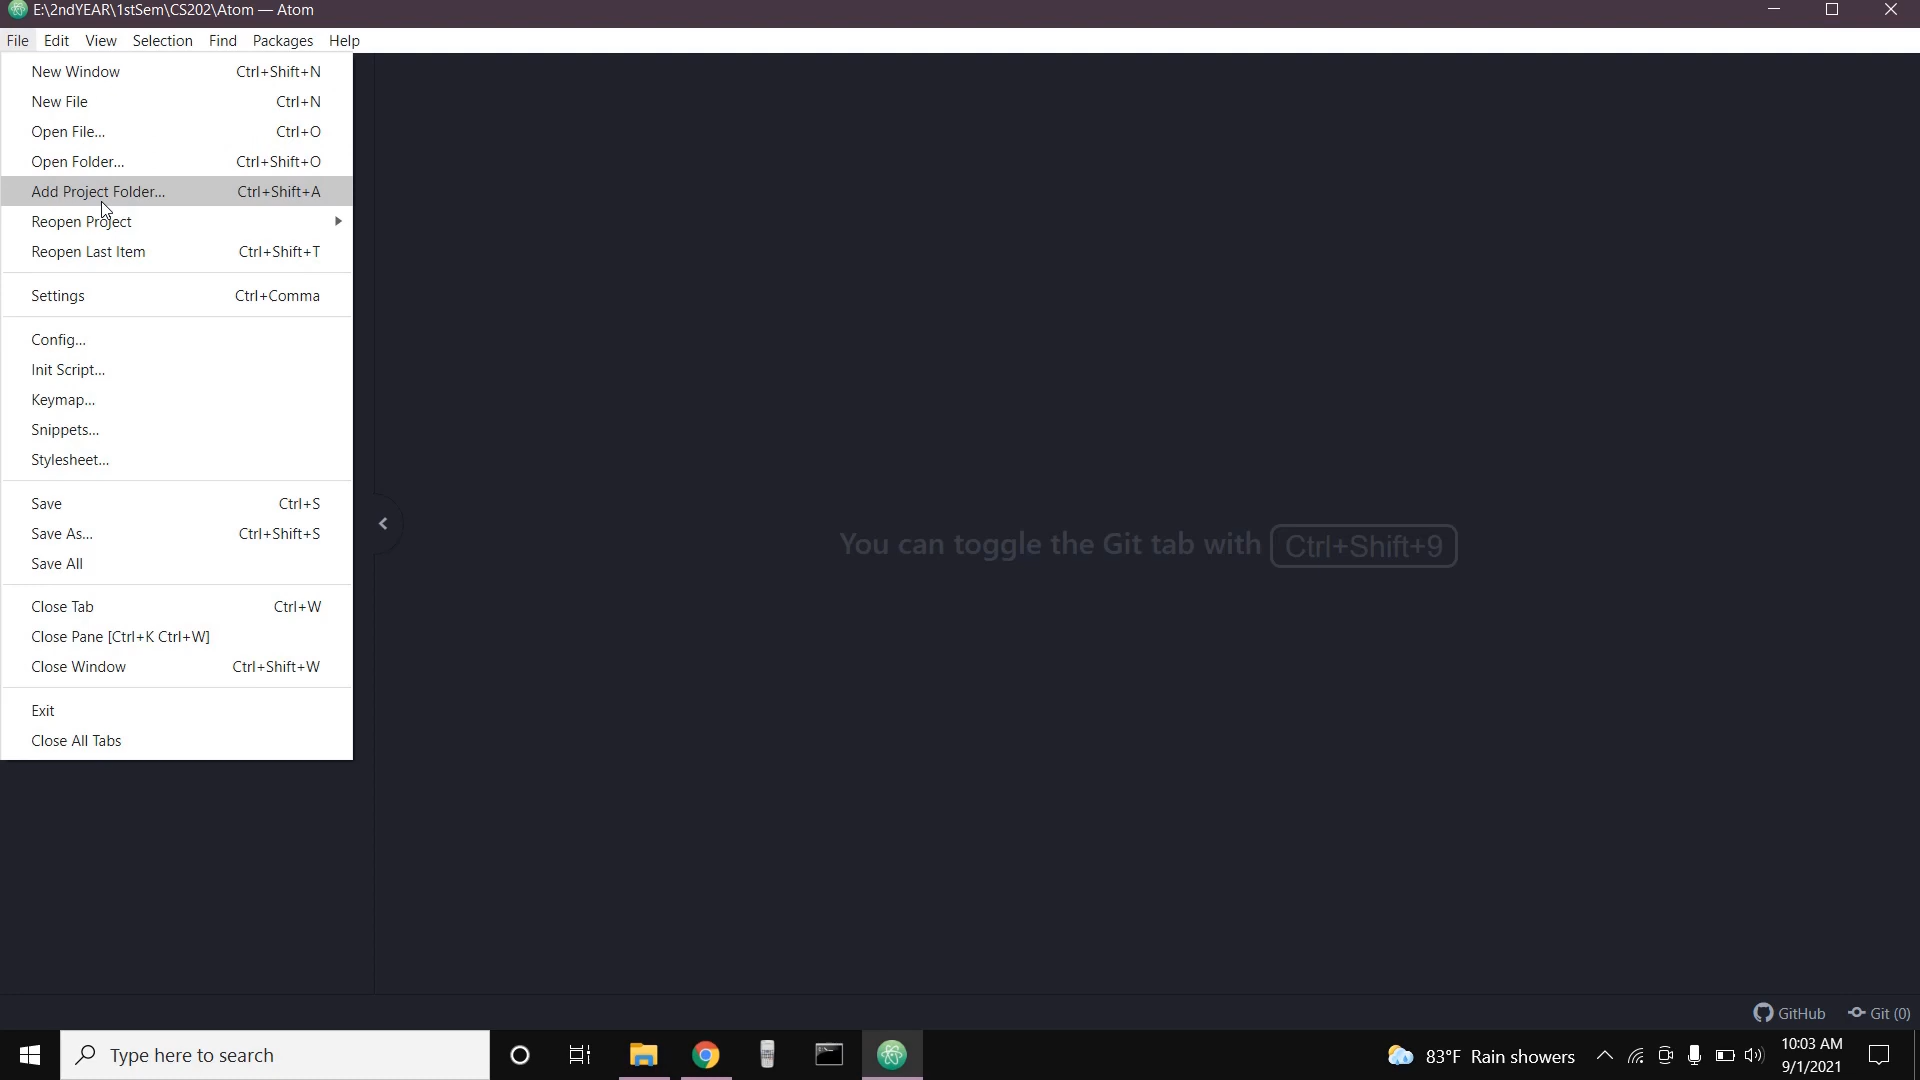 E:\2ndYEAR\1stSem\CS202\Atom — Atom
File Edit View Selection Find Packages Help
New Window Ctrl+Shift+N
New File Ctrl+N
Open File... Ctrl+O
Open Folder... Ctrl+Shift+O
Add Project Folder... Ctrl+Shift+A
Reopen Project
Reopen Last Item Ctrl+Shift+T
Settings Ctrl+Comma
Config...
Init Script...
Keymap...
Snippets...
Stylesheet...
Save Ctrl+S
Save As... Ctrl+Shift+S
Save All
Close Tab Ctrl+W
Close Pane [Ctrl+K Ctrl+W]
Close Window Ctrl+Shift+W
Exit
Close All Tabs
You can toggle the Git tab with Ctrl+Shift+9
GitHub Git (0)
Type here to search
83°F Rain showers
10:03 AM
9/1/2021